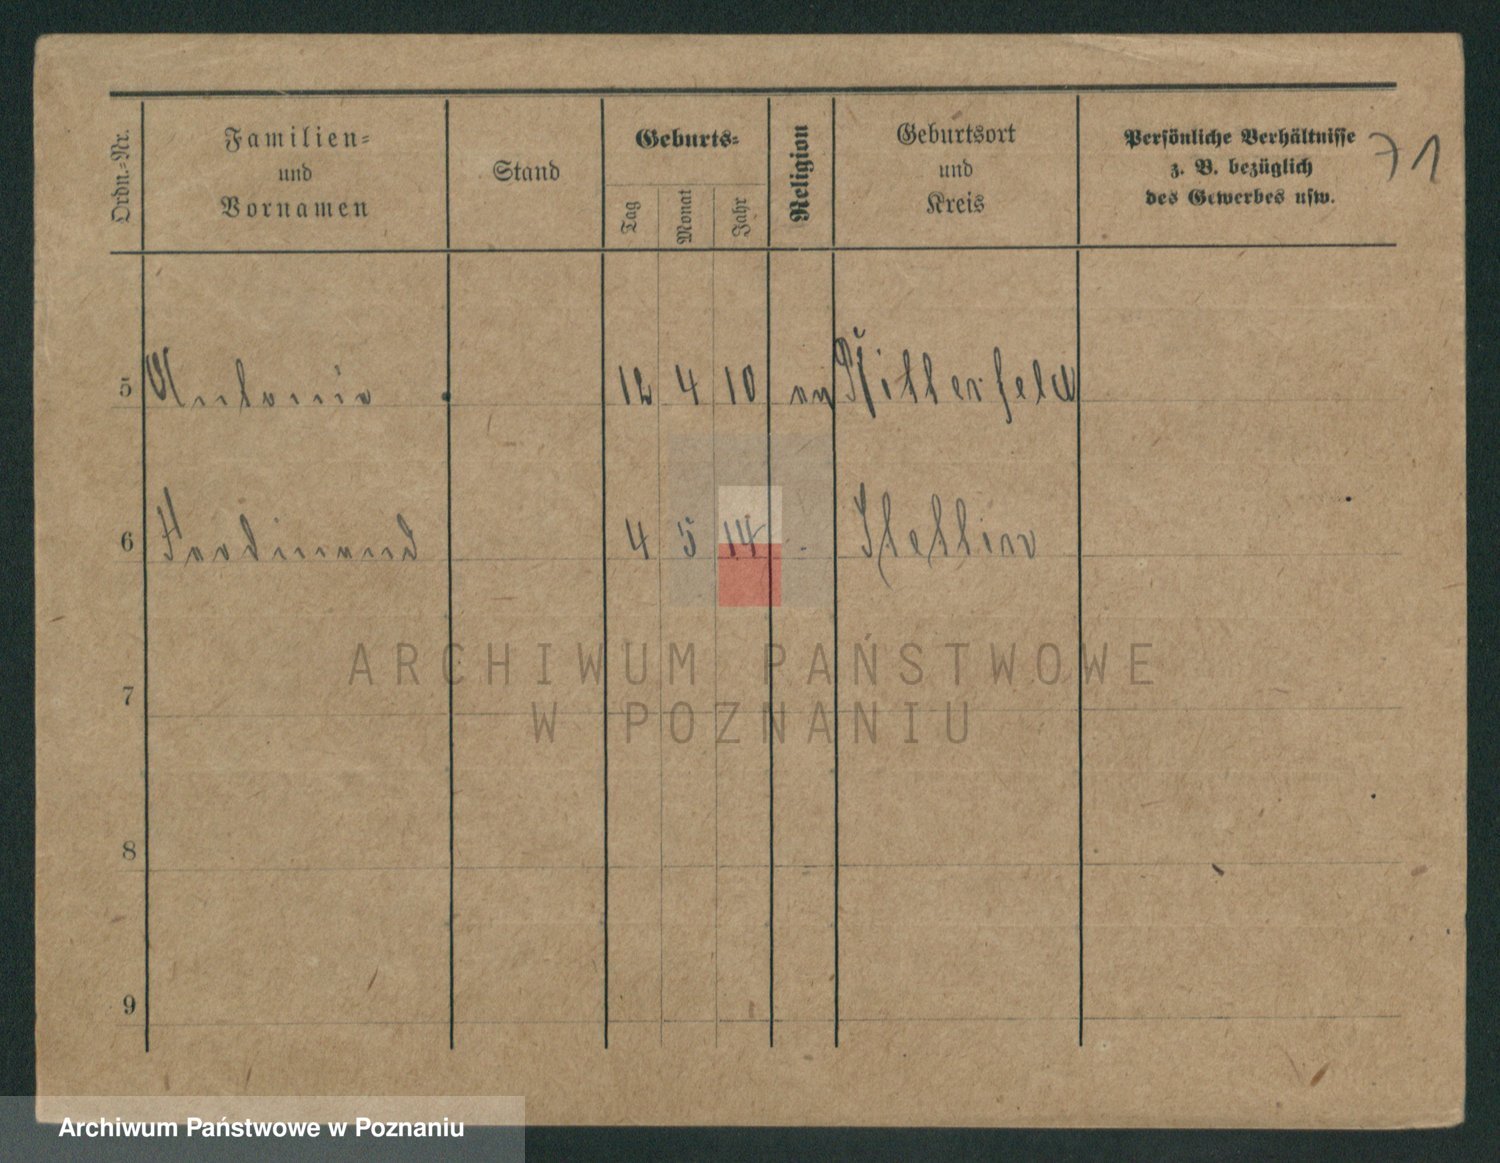 Ordn.-Nr.
Familien-
und
Vornamen
Stand
Geburts-
Tag
Monat
Jahr
Religion
Geburtsort
und
Kreis
Persönliche Verhältnisse
z. B. bezüglich
des Gewerbes usw.
71
5 Antonie 12 4 10
6 Ferdinand 4 5 14 Stettin
7
8
9
ARCHIWUM PAŃSTWOWE
W POZNANIU
Archiwum Państwowe w Poznaniu